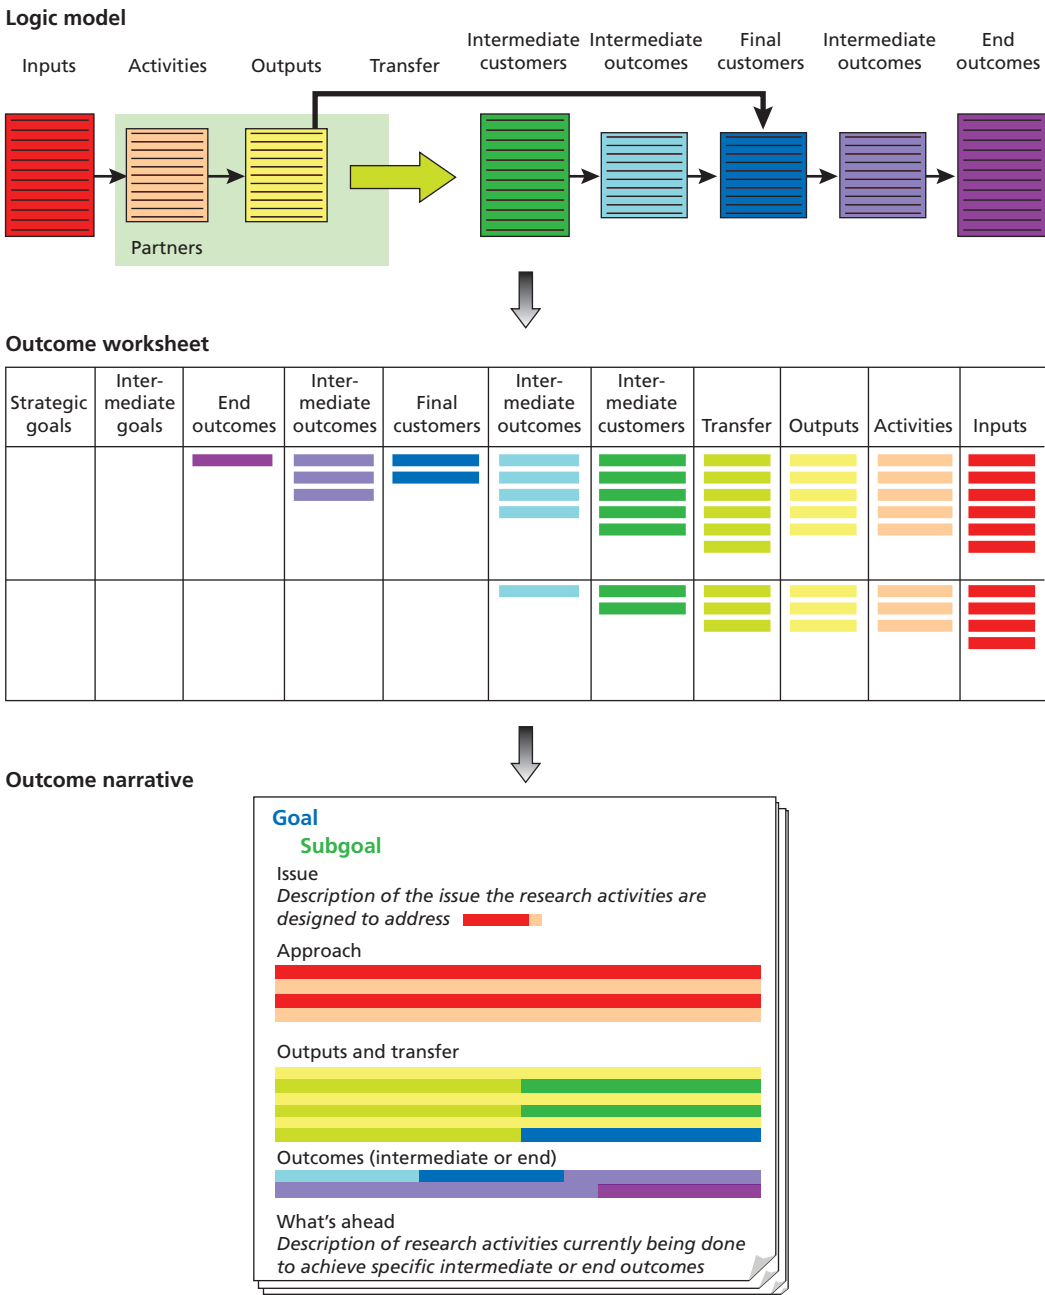 Logic model
Inputs
Activities
Outputs
Transfer
Intermediate
customers
Intermediate
outcomes
Final
customers
Intermediate
outcomes
End
outcomes
Partners
Outcome worksheet
Strategic
goals
Inter-
mediate
goals
End
outcomes
Inter-
mediate
outcomes
Final
customers
Inter-
mediate
outcomes
Inter-
mediate
customers
Transfer
Outputs
Activities
Inputs
Outcome narrative
Goal
Subgoal
Issue
Description of the issue the research activities are
designed to address
Approach
Outputs and transfer
Outcomes (intermediate or end)
What’s ahead
Description of research activities currently being done
to achieve specific intermediate or end outcomes